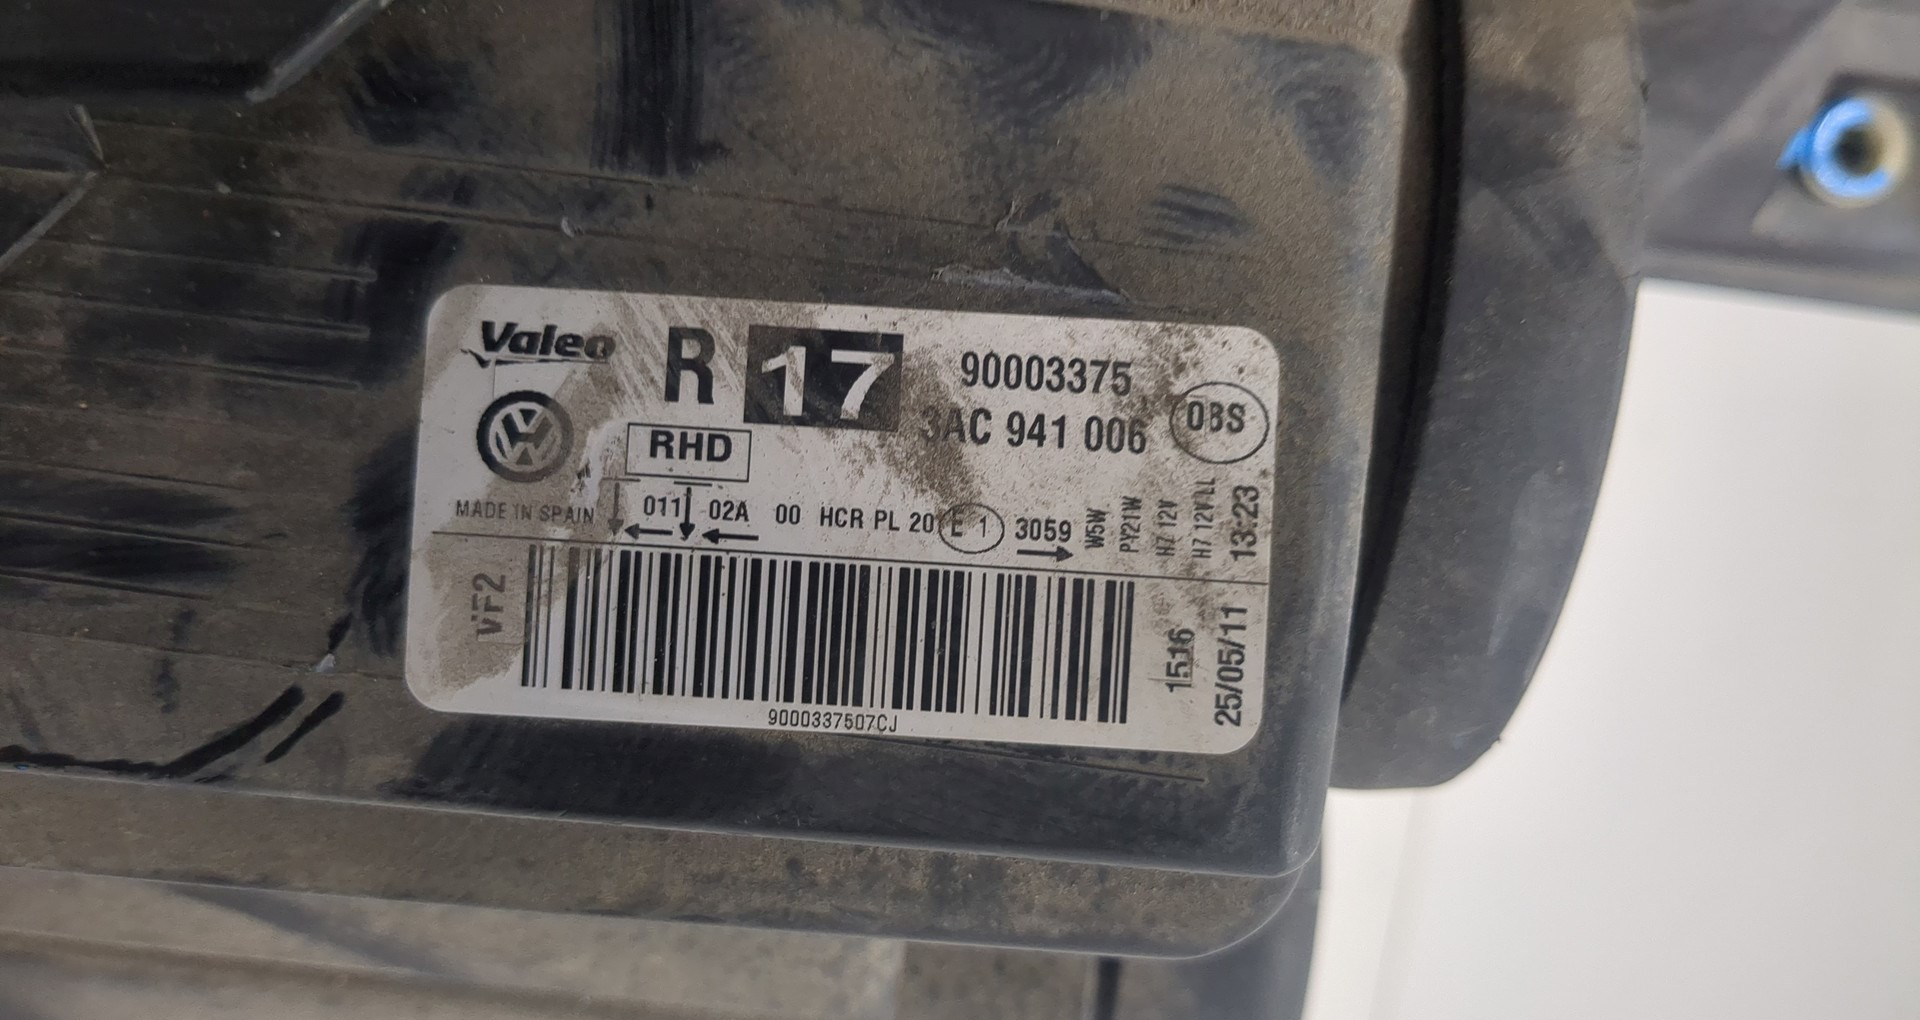 Valeo R 17 90003375
3AC 941 006 OBS
RHD
MADE IN SPAIN 011 02A 00 HCR PL 20 E 1 3059
W5W
PY21W
H7 12V
H7 12V LL
13:23
VF2
1516
25/05/11
9000337507CJ